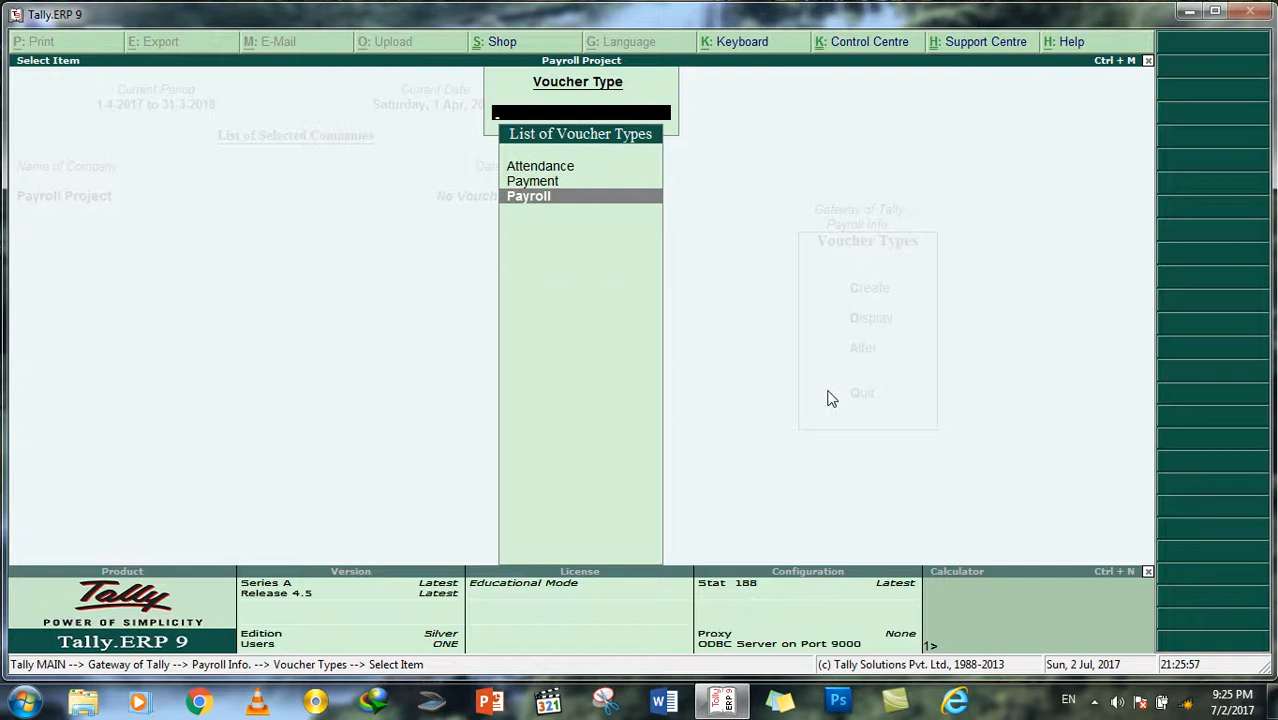 Tally.ERP 9
P: Print
E: Export
M: E-Mail
O: Upload
S: Shop
G: Language
K: Keyboard
K: Control Centre
H: Support Centre
H: Help
Select Item
Payroll Project
Ctrl + M
Current Period
1-4-2017 to 31-3-2018
Current Date
Saturday, 1 Apr, 20
List of Selected Companies
Name of Company
Date
Payroll Project
No Vouch
Voucher Type
List of Voucher Types
Attendance
Payment
Payroll
Gateway of Tally
Payroll Info.
Voucher Types
Create
Display
Alter
Quit
Product
Tally
POWER OF SIMPLICITY
Tally.ERP 9
Version
Series A Latest
Release 4.5 Latest
Edition Silver
Users ONE
License
Educational Mode
Configuration
Stat 188 Latest
Proxy None
ODBC Server on Port 9000
Calculator
Ctrl + N
1>
Tally MAIN --> Gateway of Tally --> Payroll Info. --> Voucher Types --> Select Item
(c) Tally Solutions Pvt. Ltd., 1988-2013
Sun, 2 Jul, 2017
21:25:57
EN
9:25 PM
7/2/2017